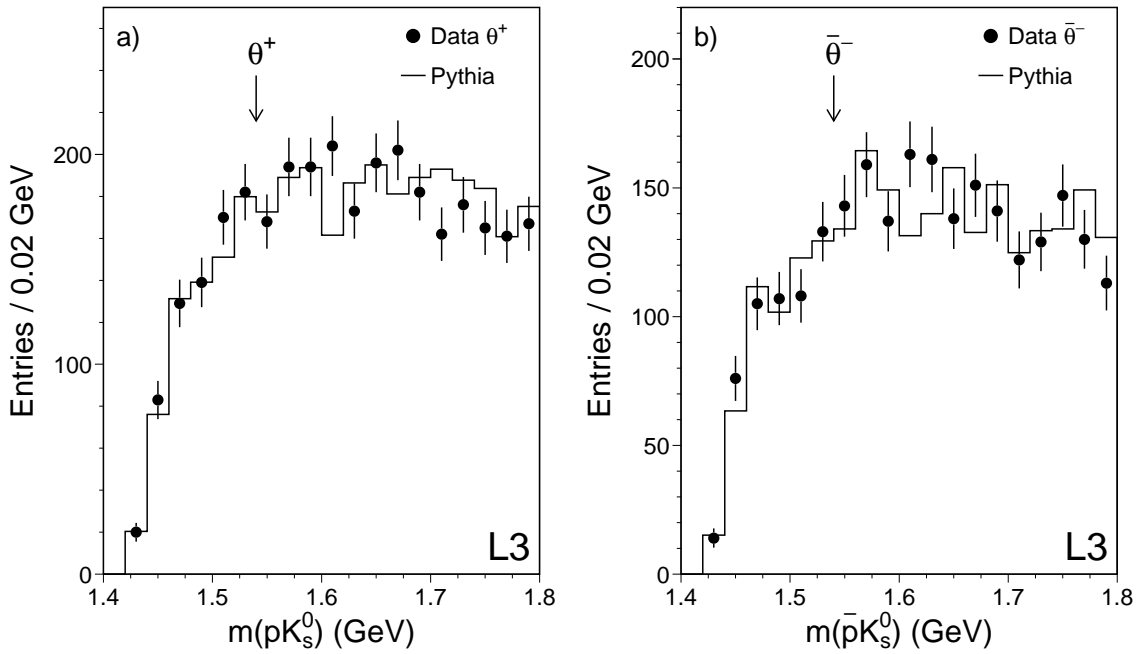 a)
θ⁺
Data θ⁺
Pythia
Entries / 0.02 GeV
200
100
0
L3
1.4 1.5 1.6 1.7 1.8
m(pK⁰ₛ) (GeV)
b)
θ̄⁻
Data θ̄⁻
Pythia
Entries / 0.02 GeV
200
150
100
50
0
L3
1.4 1.5 1.6 1.7 1.8
m(p̄K⁰ₛ) (GeV)